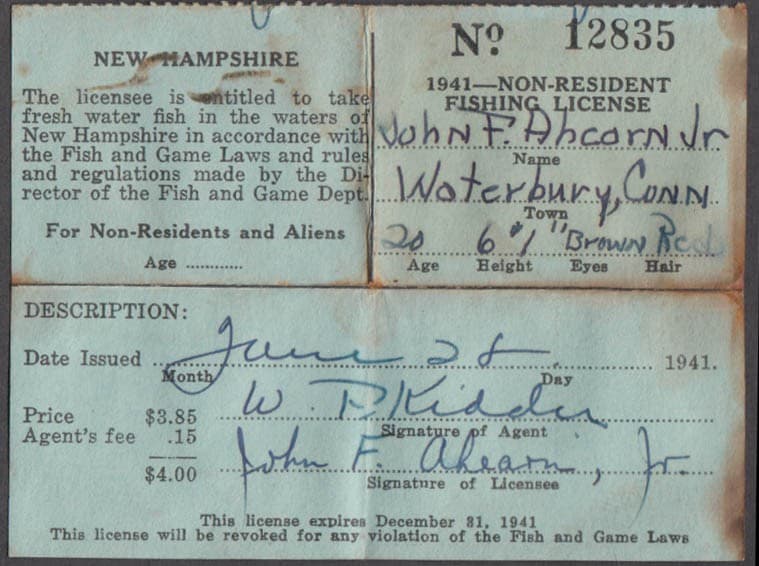 NEW HAMPSHIRE
The licensee is entitled to take
fresh water fish in the waters of
New Hampshire in accordance with
the Fish and Game Laws and rules
and regulations made by the Di-
rector of the Fish and Game Dept.
For Non-Residents and Aliens
Age ............
Nº 12835
1941—NON-RESIDENT
FISHING LICENSE
John F. Ahearn Jr
Name
Waterbury, Conn
Town
20 6'1" Brown Red
Age Height Eyes Hair
DESCRIPTION:
Date Issued June 28 1941.
Month Day
Price $3.85 W. P. Kidder
Agent's fee .15 Signature of Agent
$4.00 John F. Ahearn, Jr.
Signature of Licensee
This license expires December 31, 1941
This license will be revoked for any violation of the Fish and Game Laws